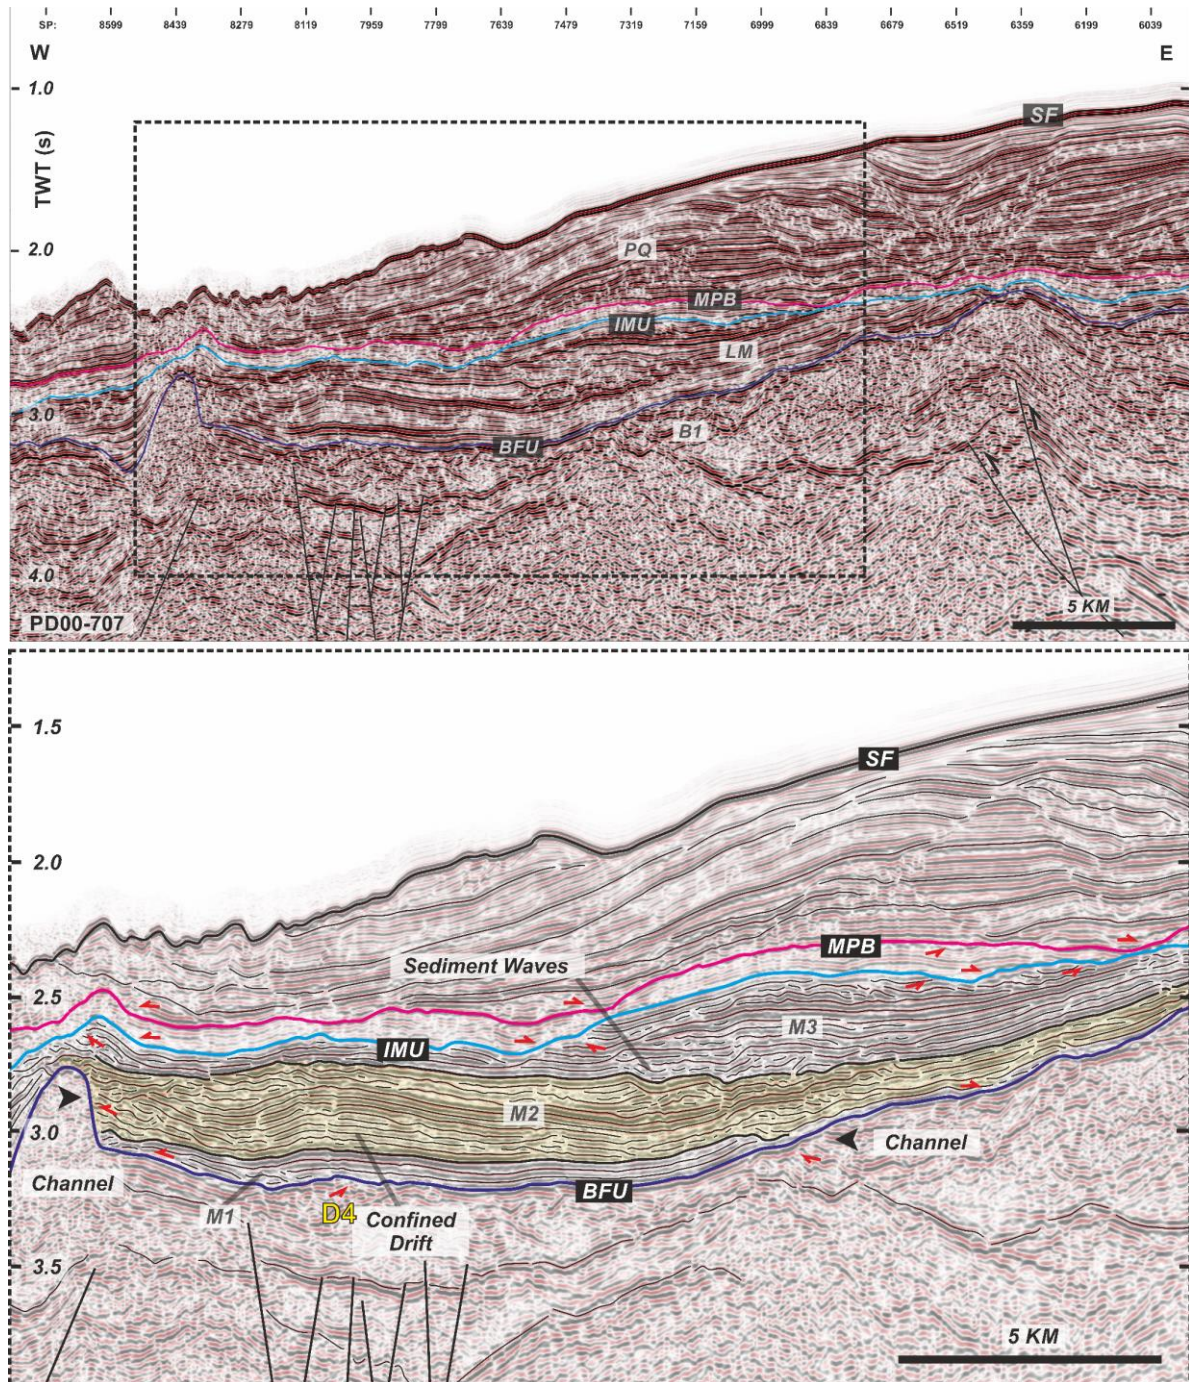 SP: 8599 8439 8279 8119 7959 7799 7639 7479 7319 7159 6999 6839 6679 6519 6359 6199 6039
W E
1.0
SF
TWT (s)
2.0
PQ
MPB
IMU
LM
3.0
B1
BFU
4.0
5 KM
PD00-707
1.5
SF
2.0
MPB
Sediment Waves
2.5
M3
IMU
M2
3.0
Channel
Channel
BFU
M1
D4
Confined
Drift
3.5
5 KM